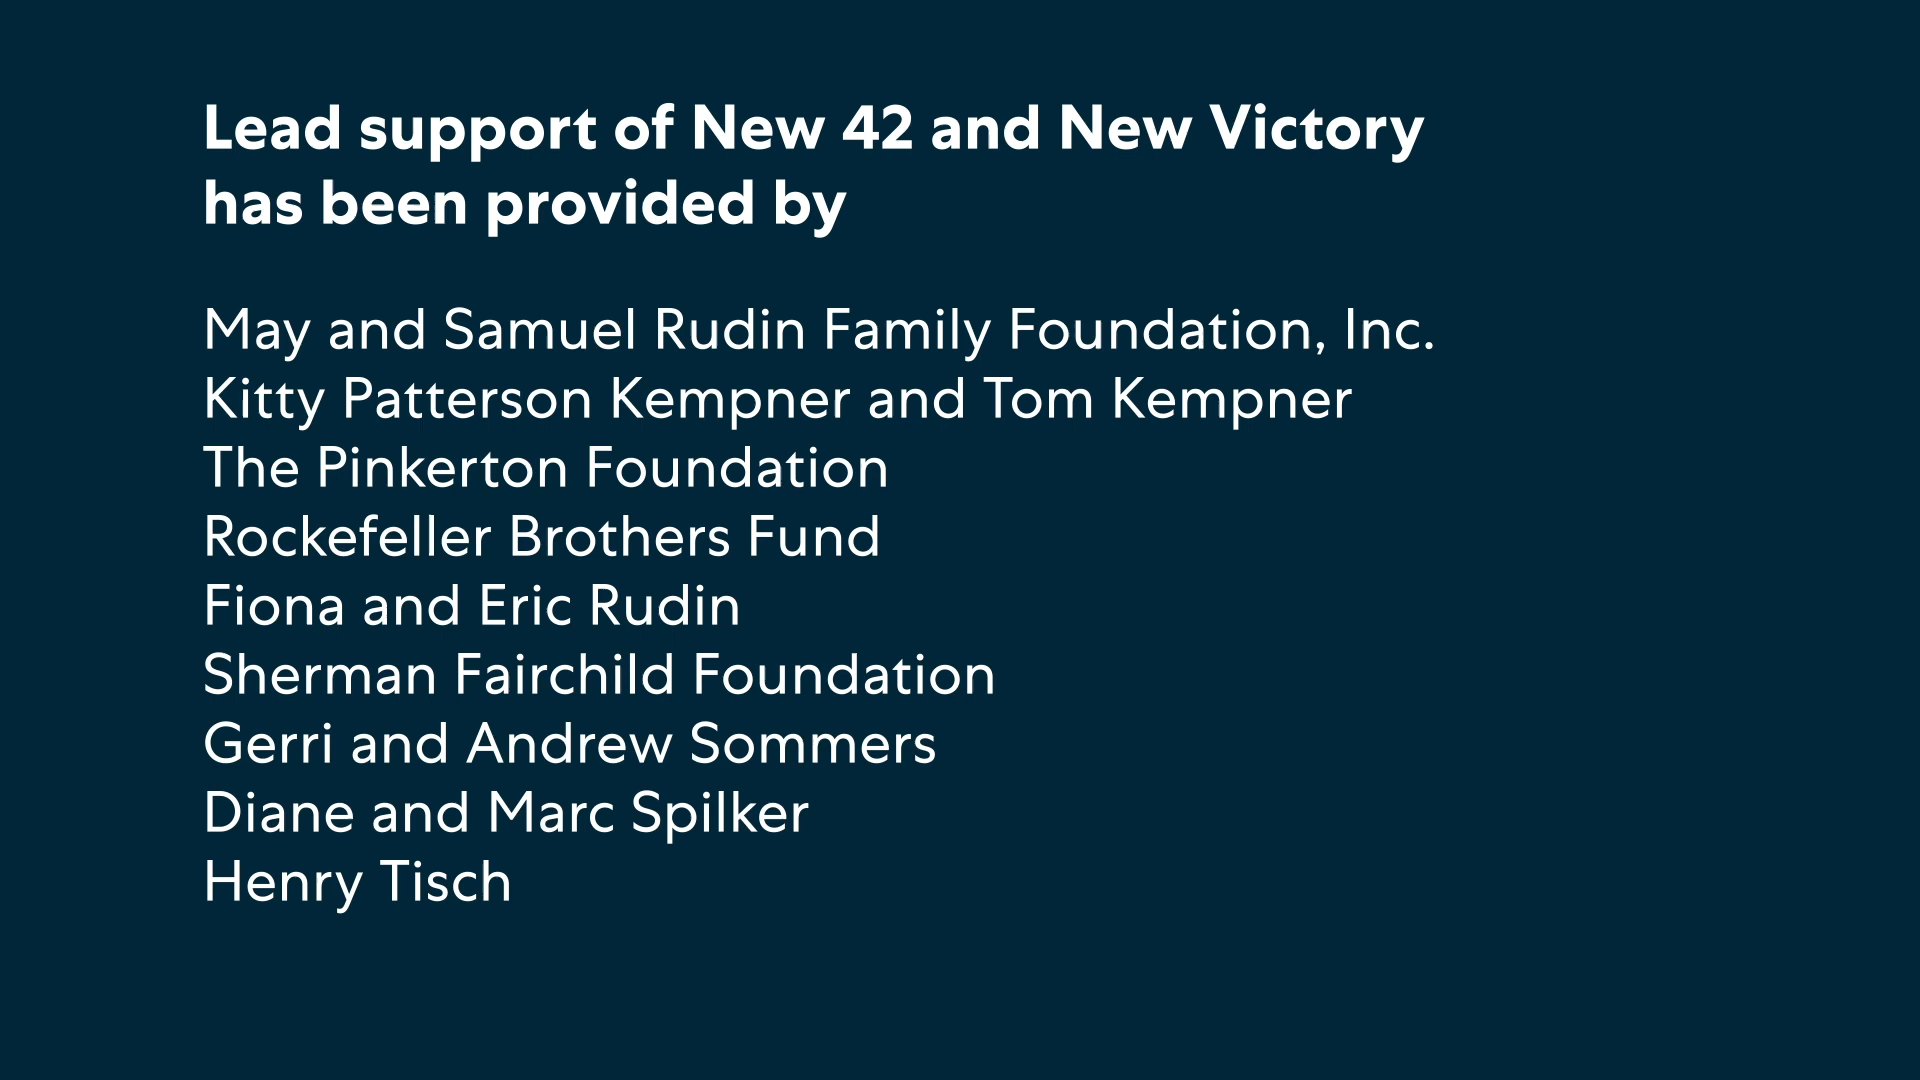 Lead support of New 42 and New Victory
has been provided by
May and Samuel Rudin Family Foundation, Inc.
Kitty Patterson Kempner and Tom Kempner
The Pinkerton Foundation
Rockefeller Brothers Fund
Fiona and Eric Rudin
Sherman Fairchild Foundation
Gerri and Andrew Sommers
Diane and Marc Spilker
Henry Tisch